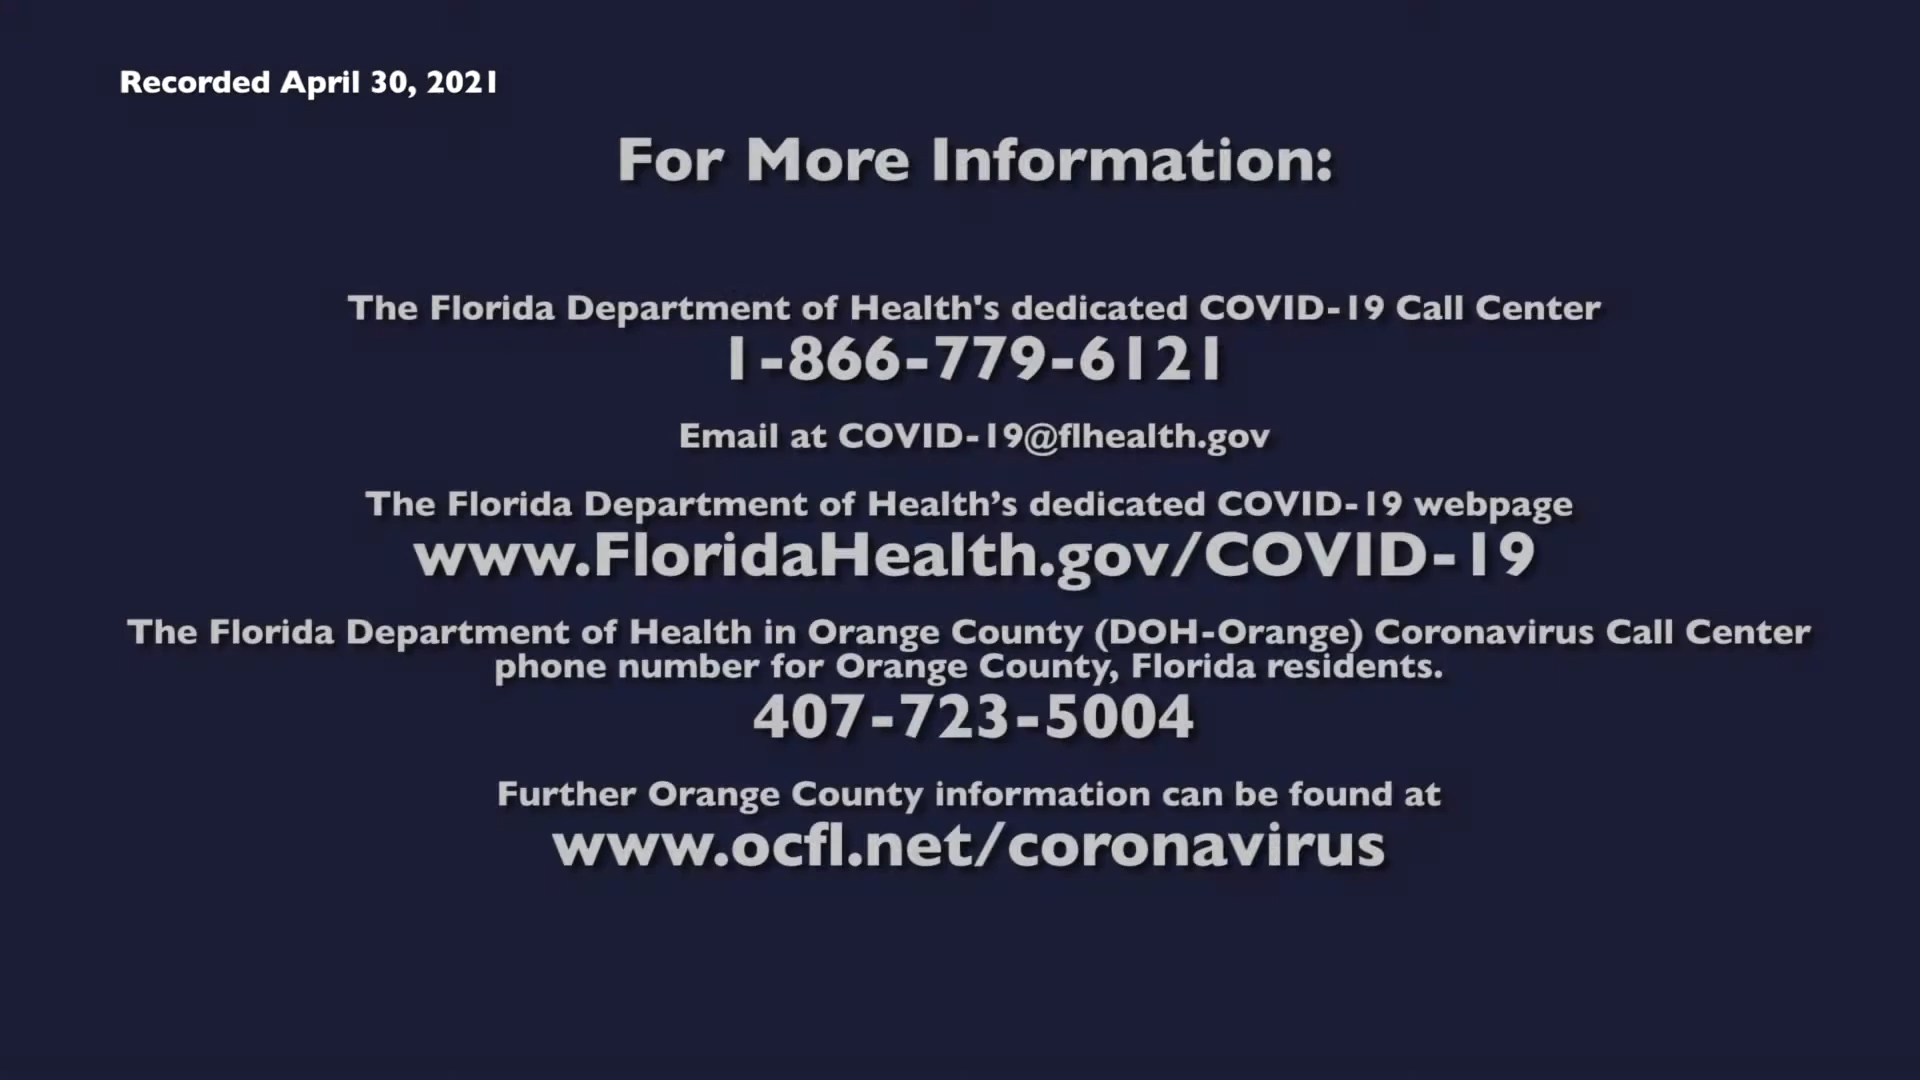 Recorded April 30, 2021
For More Information:
The Florida Department of Health's dedicated COVID-19 Call Center
1-866-779-6121
Email at COVID-19@flhealth.gov
The Florida Department of Health’s dedicated COVID-19 webpage
www.FloridaHealth.gov/COVID-19
The Florida Department of Health in Orange County (DOH-Orange) Coronavirus Call Center
phone number for Orange County, Florida residents.
407-723-5004
Further Orange County information can be found at
www.ocfl.net/coronavirus